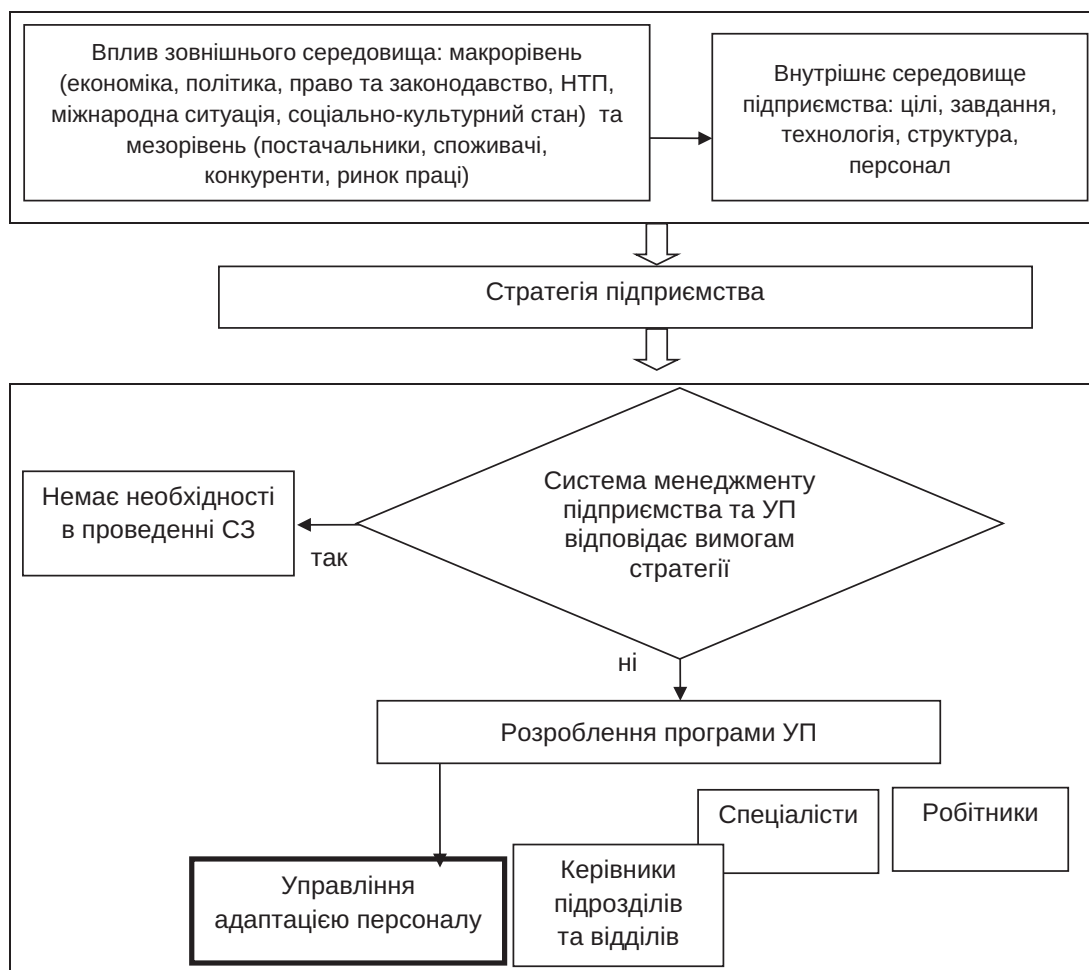 Вплив зовнішнього середовища: макрорівень
(економіка, політика, право та законодавство, НТП,
міжнародна ситуація, соціально-культурний стан)  та
мезорівень (постачальники, споживачі,
конкуренти, ринок праці)
Внутрішнє середовище
підприємства: цілі, завдання,
технологія, структура,
персонал
Стратегія підприємства
Система менеджменту
підприємства та УП
відповідає вимогам
стратегії
Немає необхідності
в проведенні СЗ
так
ні
Розроблення програми УП
Спеціалісти
Робітники
Управління
адаптацією персоналу
Керівники
підрозділів
та відділів